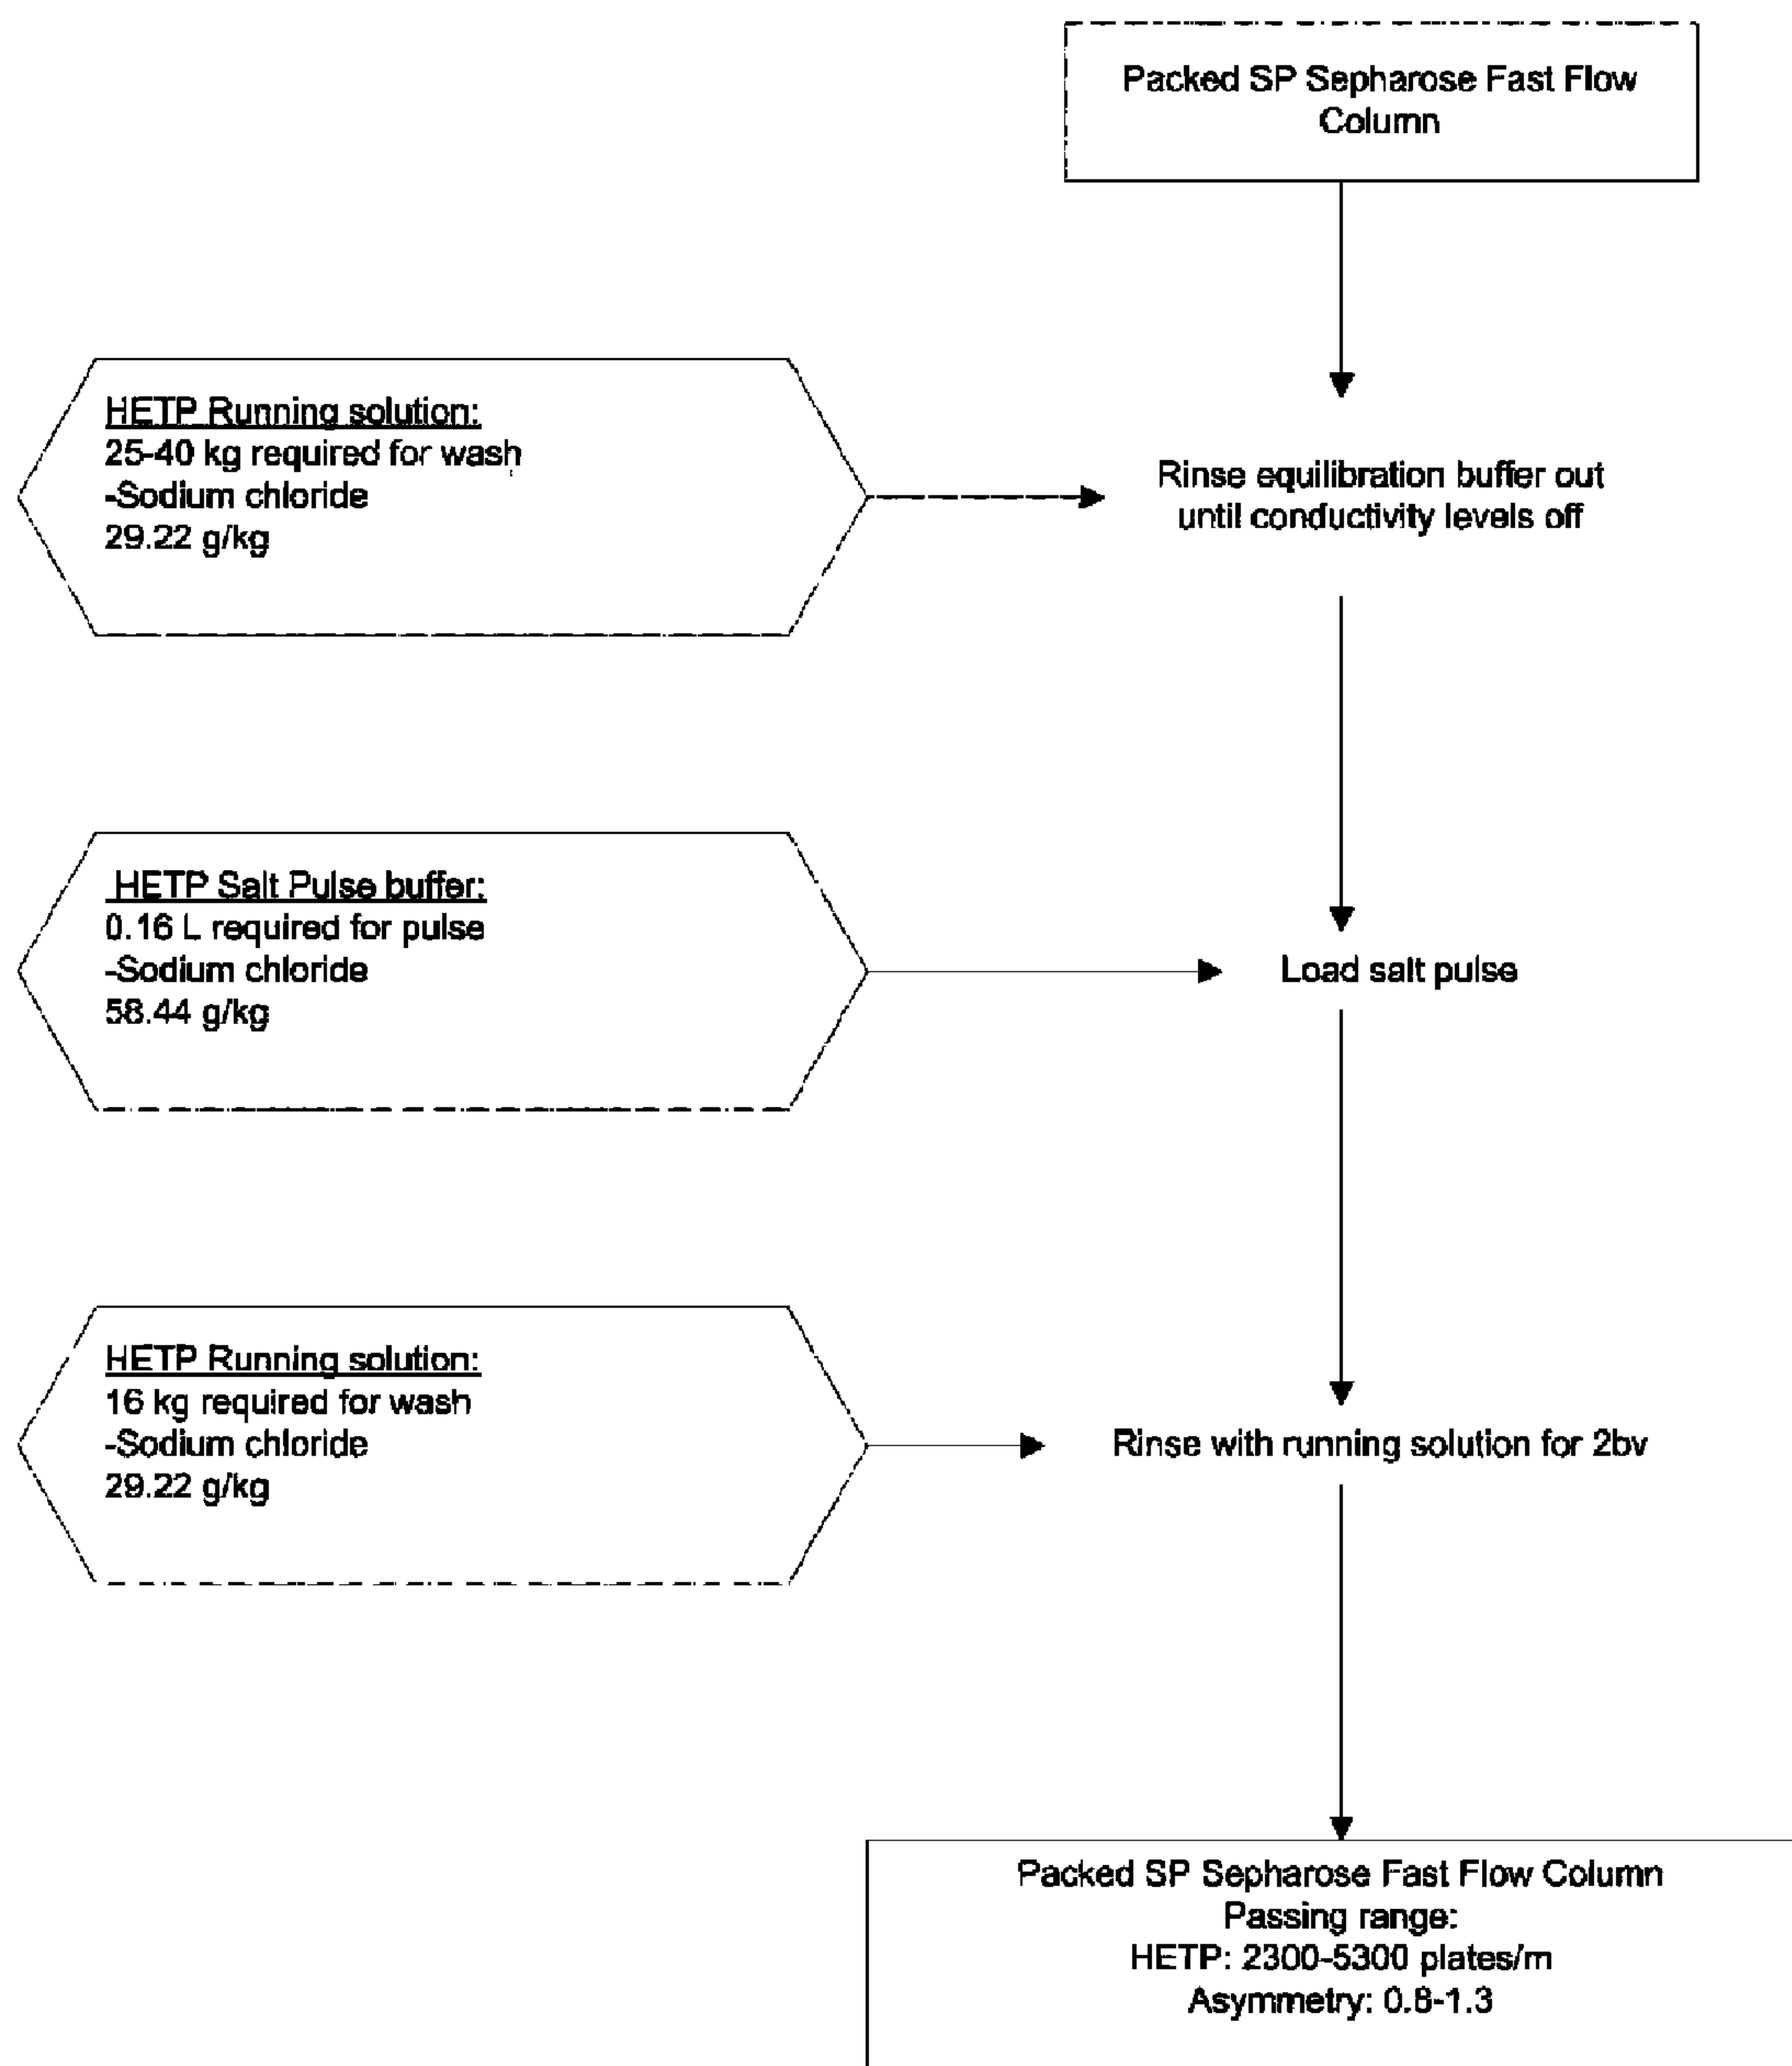 Packed SP Sepharose Fast Flow
Column
HETP Running solution:
25-40 kg required for wash
-Sodium chloride
29.22 g/kg
Rinse equilibration buffer out
until conductivity levels off
HETP Salt Pulse buffer:
0.16 L required for pulse
-Sodium chloride
58.44 g/kg
Load salt pulse
HETP Running solution:
16 kg required for wash
-Sodium chloride
29.22 g/kg
Rinse with running solution for 2bv
Packed SP Sepharose Fast Flow Column
Passing range:
HETP: 2300-5300 plates/m
Asymmetry: 0.8-1.3